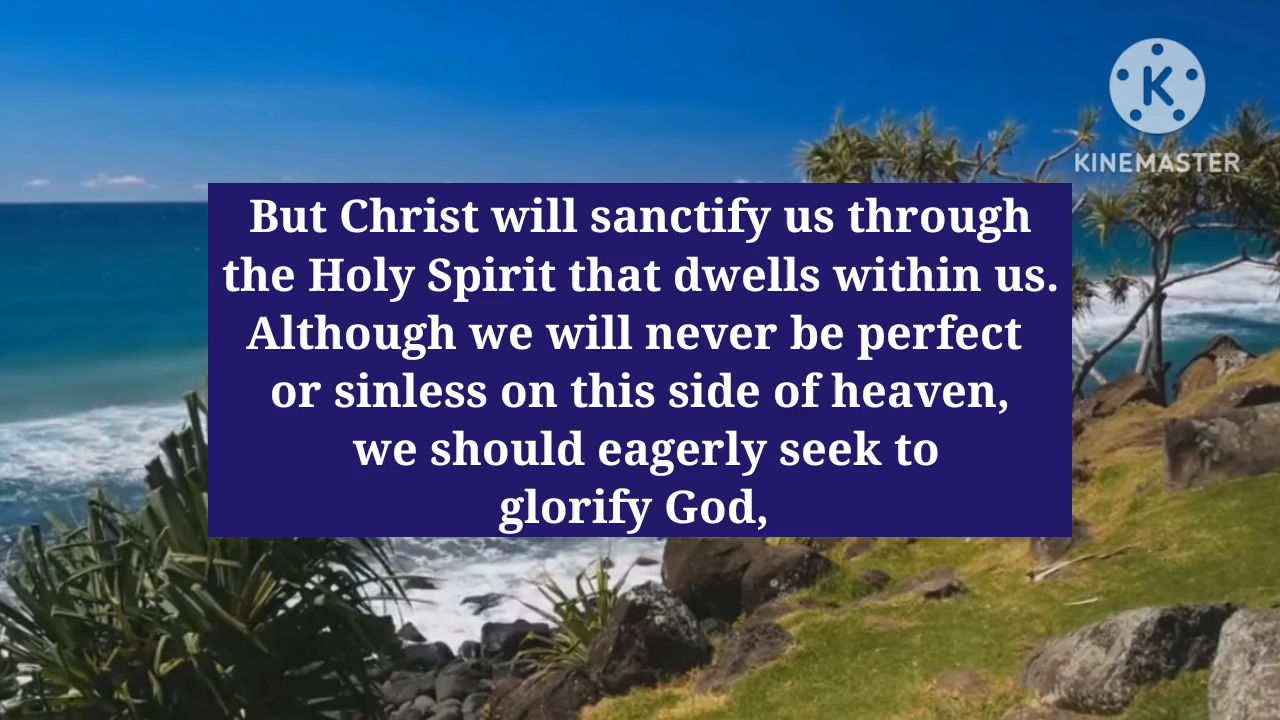 K
KINEMASTER
But Christ will sanctify us through
the Holy Spirit that dwells within us.
Although we will never be perfect
or sinless on this side of heaven,
we should eagerly seek to
glorify God,